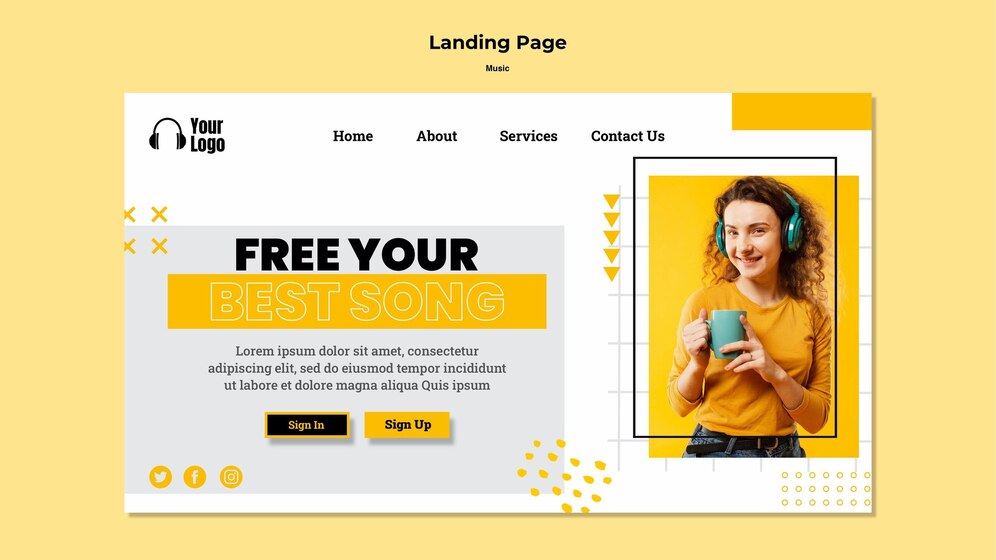 Landing Page
Music
Your
Logo
Home About Services Contact Us
FREE YOUR
BEST SONG
Lorem ipsum dolor sit amet, consectetur
adipiscing elit, sed do eiusmod tempor incididunt
ut labore et dolore magna aliqua Quis ipsum
Sign In Sign Up